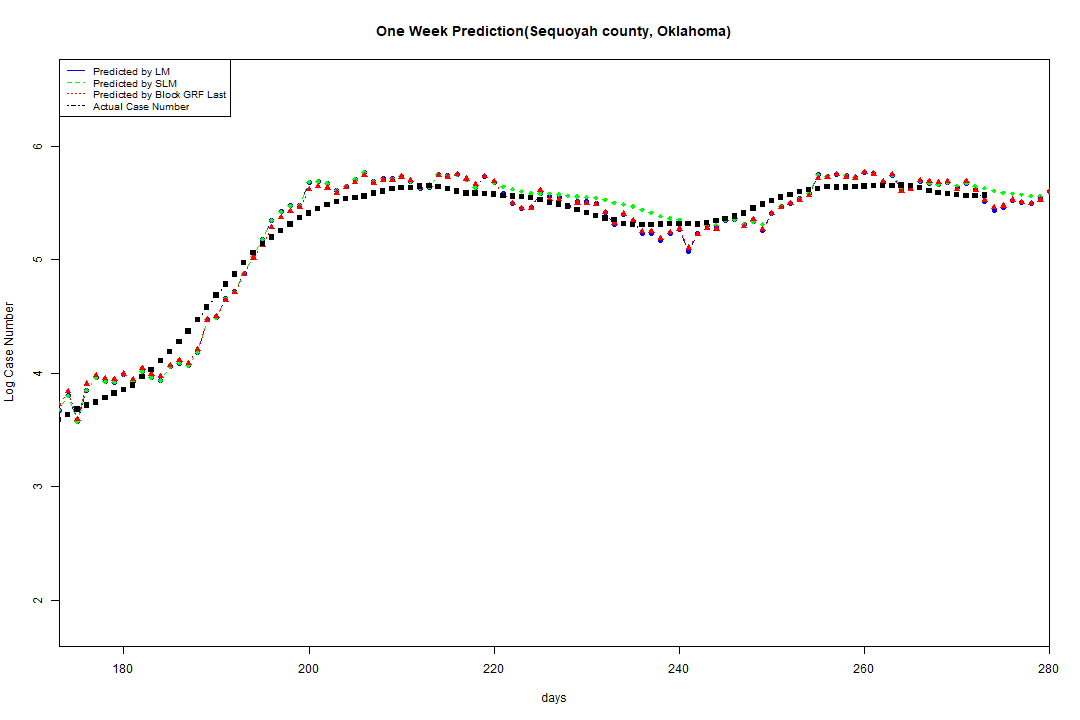 One Week Prediction(Sequoyah county, Oklahoma)
Predicted by LM
Predicted by SLM
Predicted by Block GRF Last
Actual Case Number
6
5
4
3
2
Log Case Number
180 200 220 240 260 280
days